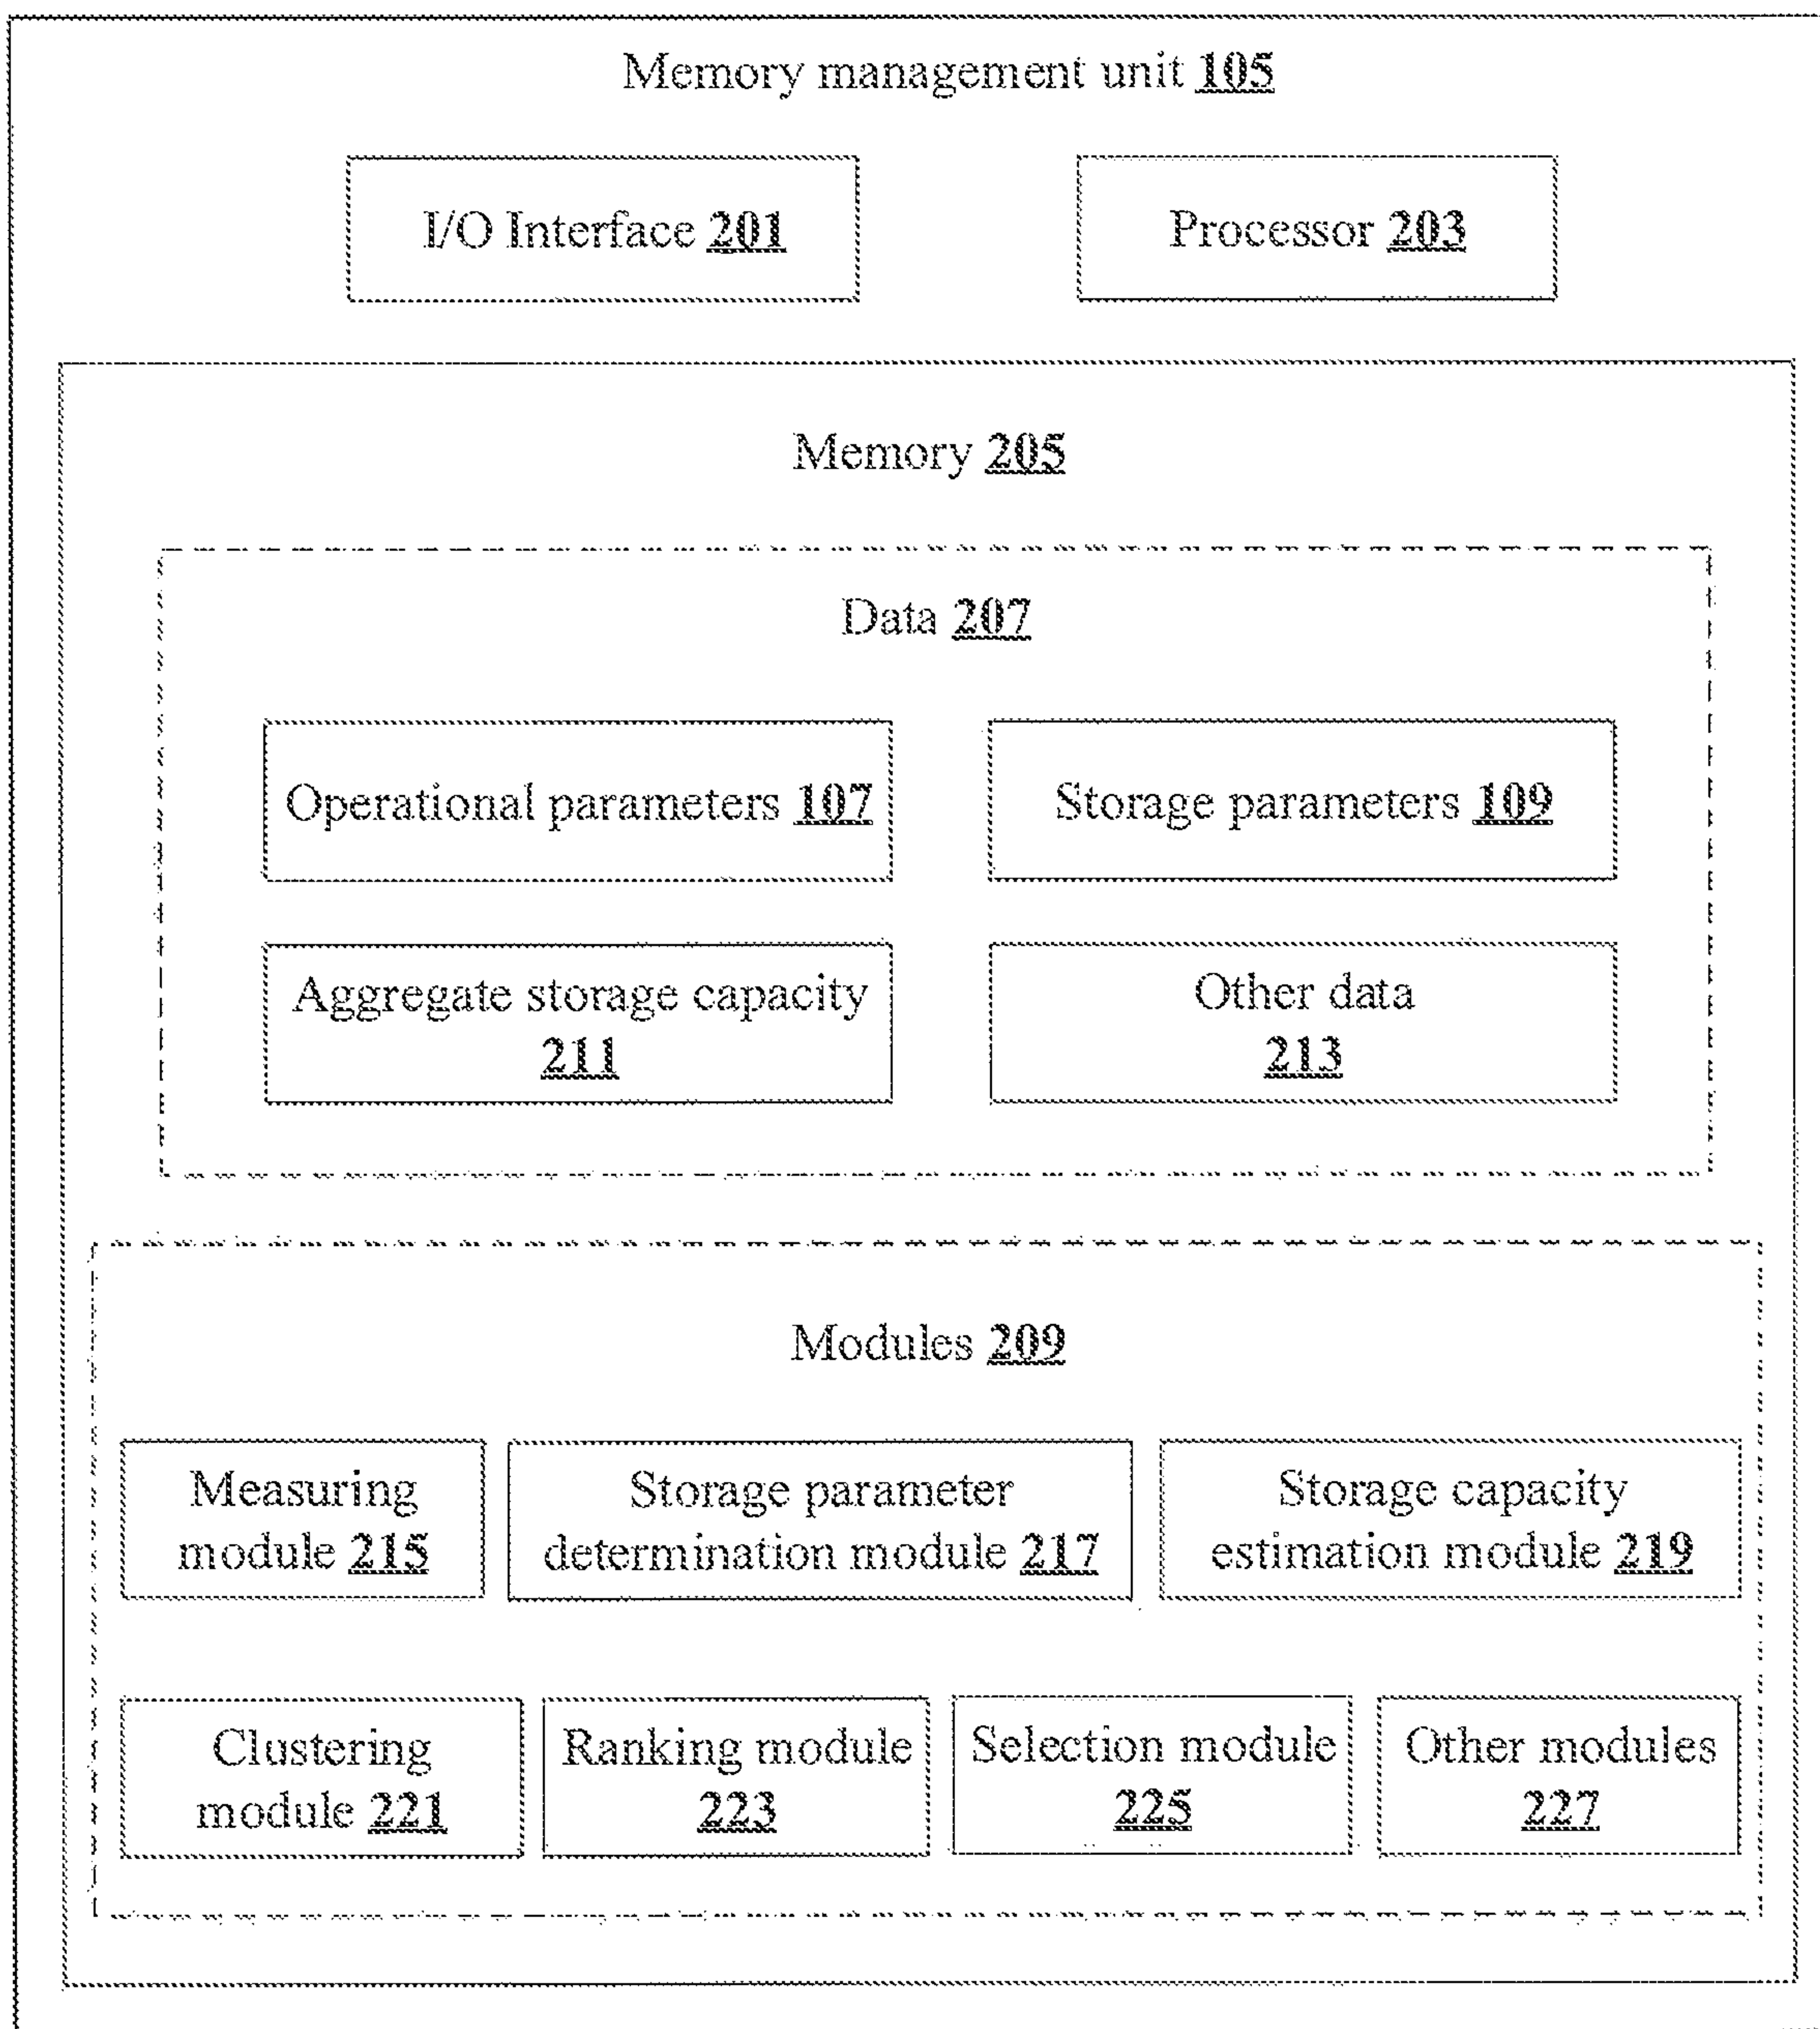 Memory management unit 105
I/O Interface 201
Processor 203
Memory 205
Data 207
Operational parameters 107
Storage parameters 109
Aggregate storage capacity
211
Other data
213
Modules 209
Measuring
module 215
Storage parameter
determination module 217
Storage capacity
estimation module 219
Clustering
module 221
Ranking module
223
Selection module
225
Other modules
227